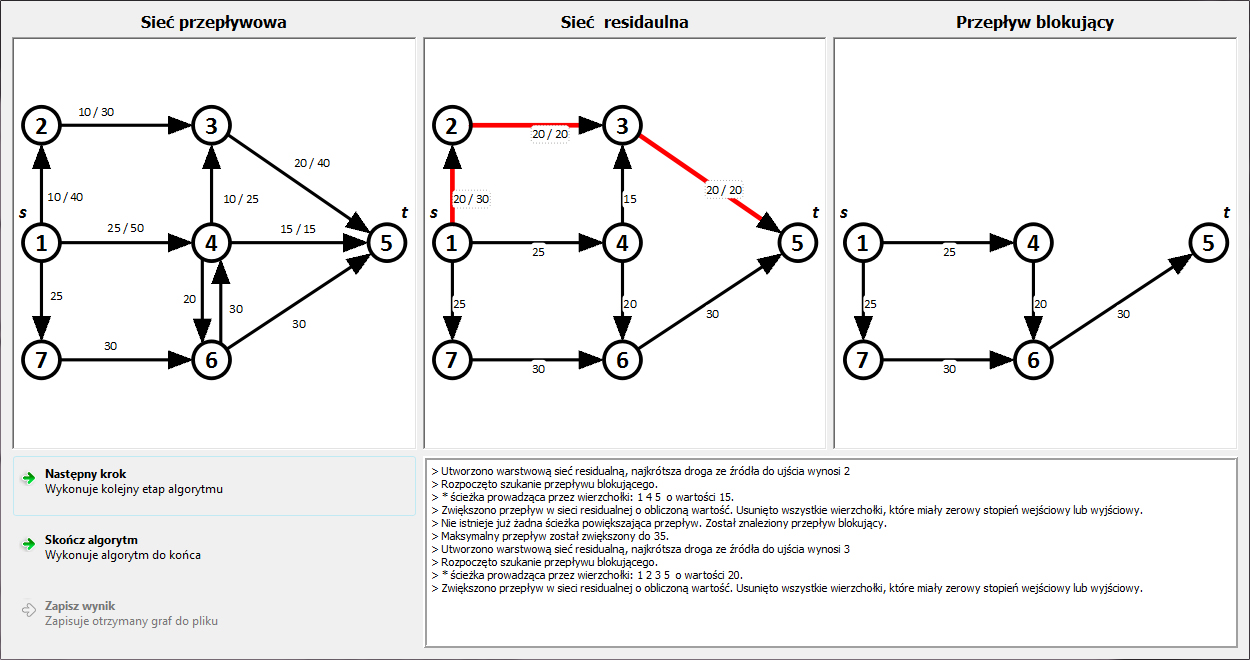 Sieć przepływowa
Sieć residaulna
Przepływ blokujący
2
10 / 30
3
20 / 40
10 / 40
10 / 25
s
t
1
25 / 50
4
15 / 15
5
25
20
30
30
7
30
6
2
20 / 20
3
20 / 20
20 / 30
15
s
t
1
25
4
5
25
20
30
7
30
6
s
t
1
25
4
5
25
20
30
7
30
6
Następny krok
Wykonuje kolejny etap algorytmu
Skończ algorytm
Wykonuje algorytm do końca
Zapisz wynik
Zapisuje otrzymany graf do pliku
> Utworzono warstwową sieć residualną, najkrótsza droga ze źródła do ujścia wynosi 2
> Rozpoczęto szukanie przepływu blokującego.
> * ścieżka prowadząca przez wierzchołki: 1 4 5 o wartości 15.
> Zwiększono przepływ w sieci residualnej o obliczoną wartość. Usunięto wszystkie wierzchołki, które miały zerowy stopień wejściowy lub wyjściowy.
> Nie istnieje już żadna ścieżka powiększająca przepływ. Został znaleziony przepływ blokujący.
> Maksymalny przepływ został zwiększony do 35.
> Utworzono warstwową sieć residualną, najkrótsza droga ze źródła do ujścia wynosi 3
> Rozpoczęto szukanie przepływu blokującego.
> * ścieżka prowadząca przez wierzchołki: 1 2 3 5 o wartości 20.
> Zwiększono przepływ w sieci residualnej o obliczoną wartość. Usunięto wszystkie wierzchołki, które miały zerowy stopień wejściowy lub wyjściowy.